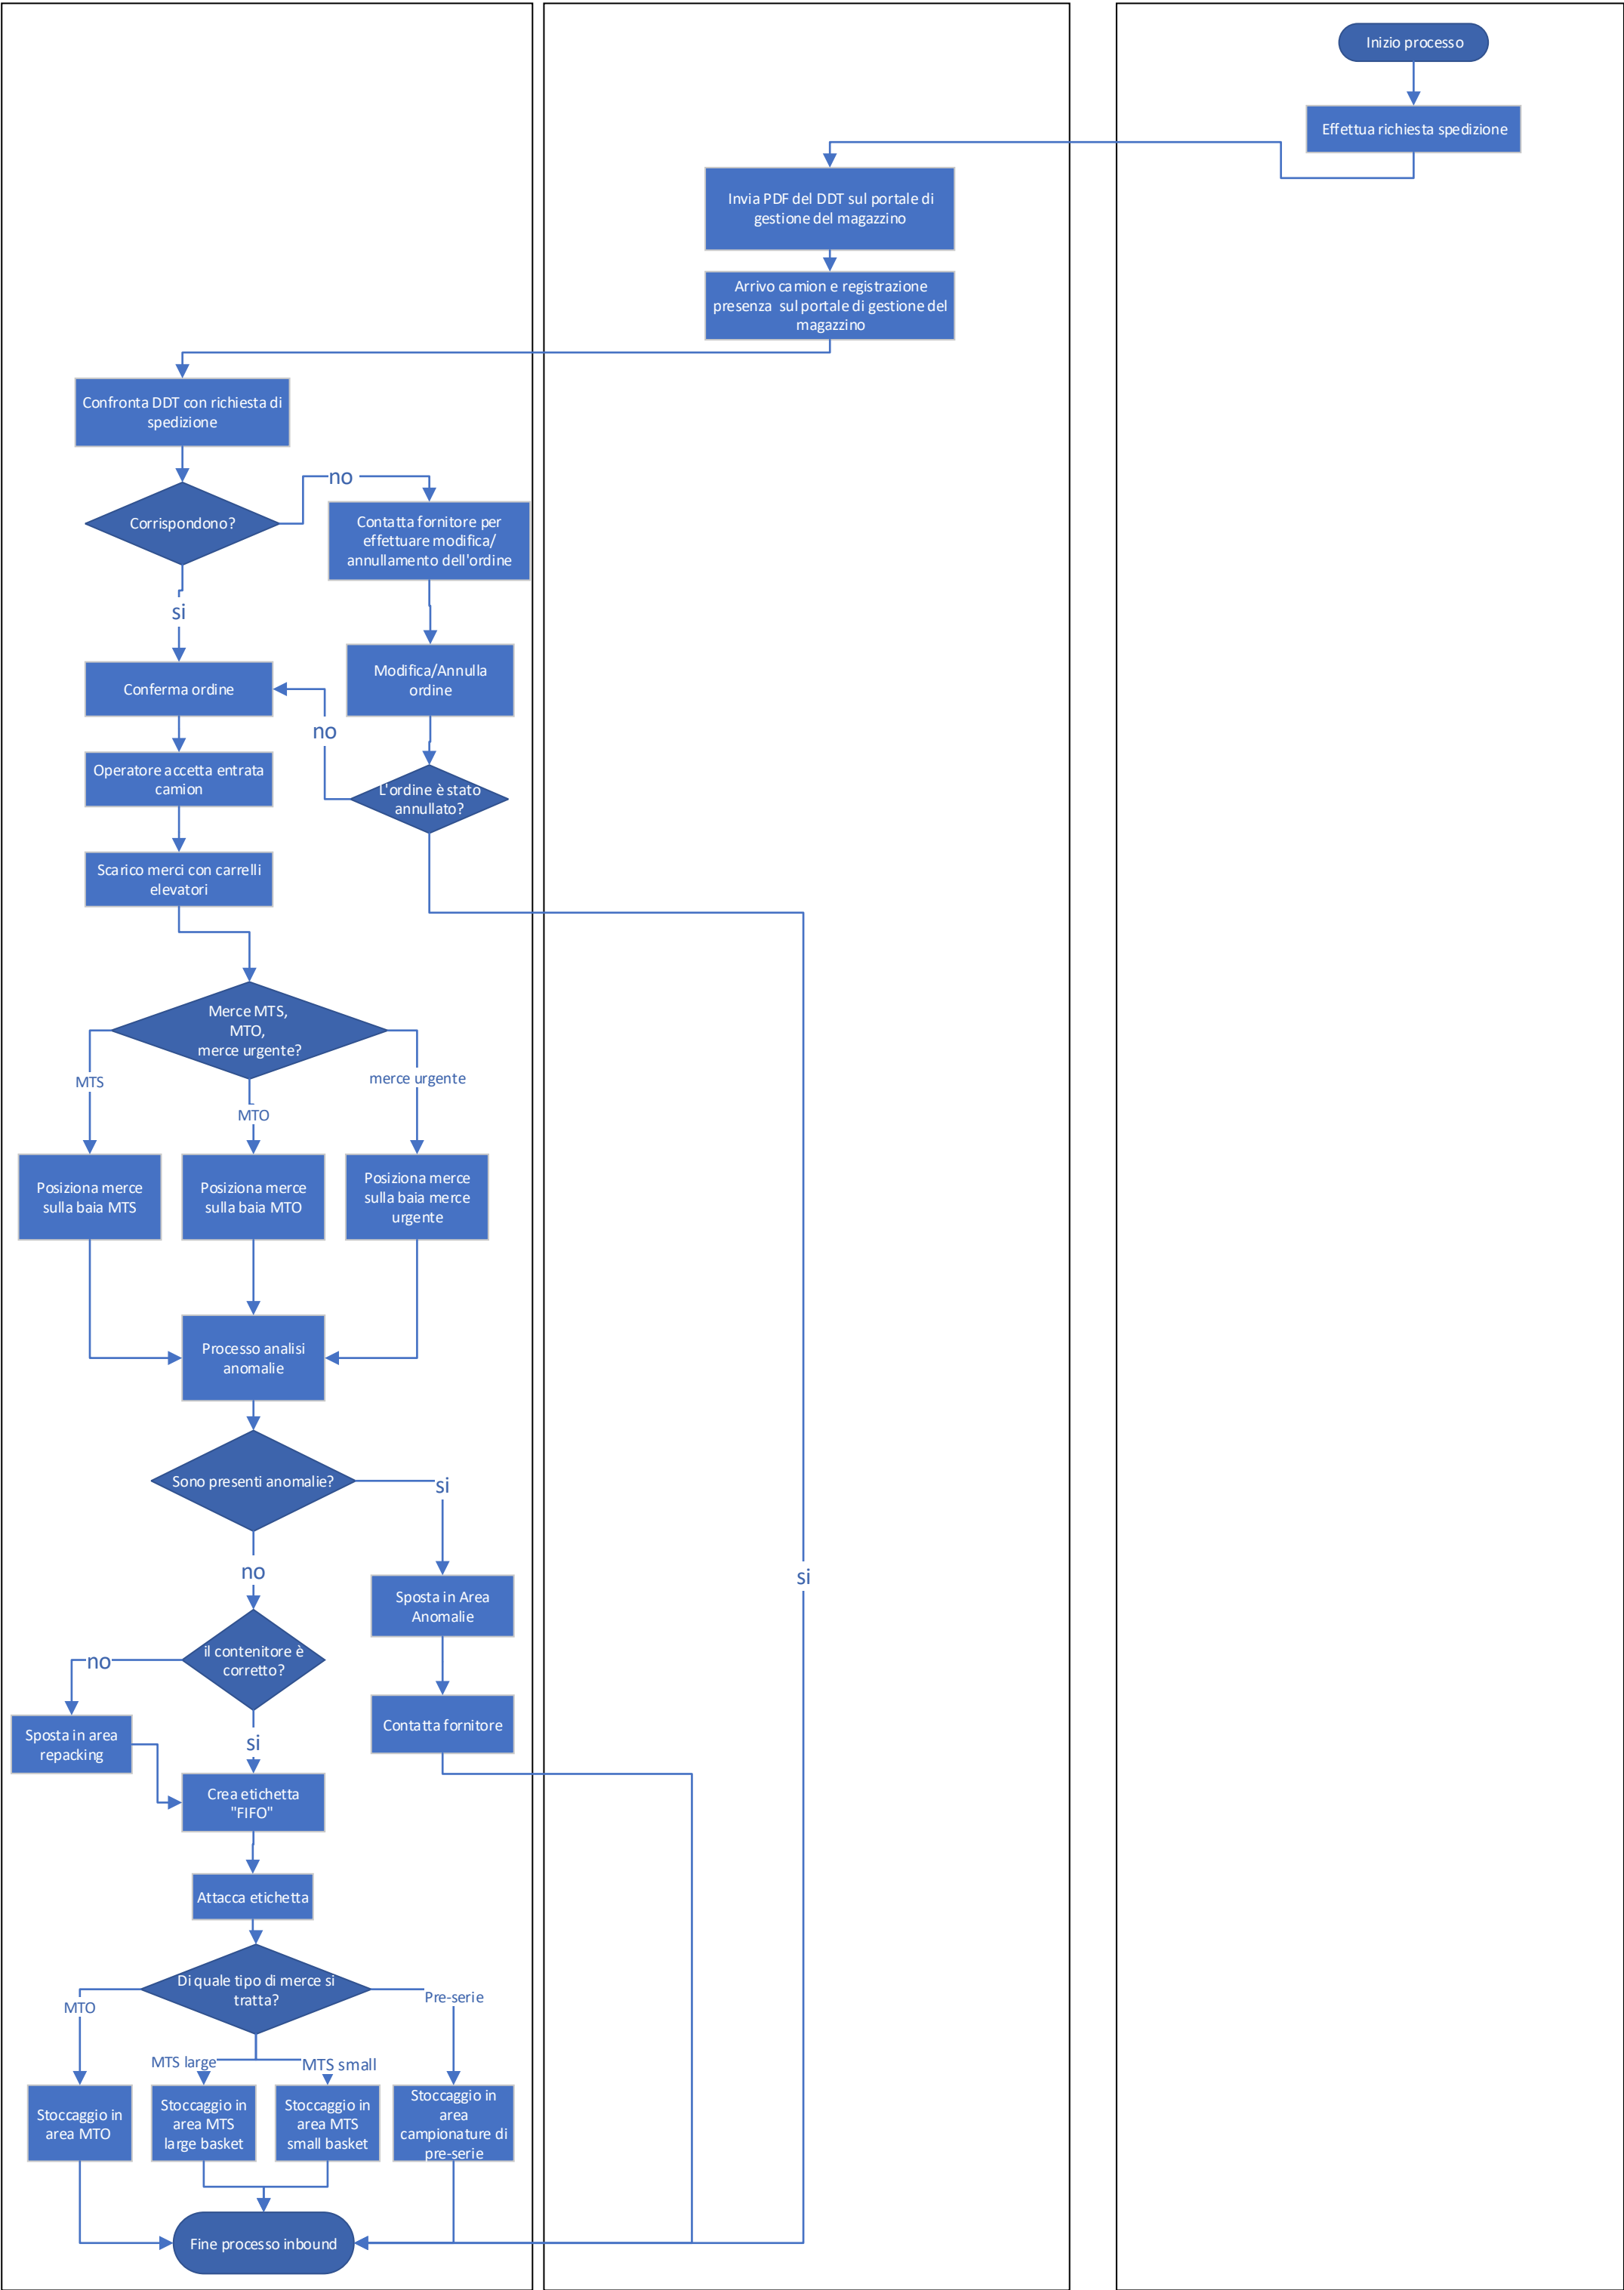 Inizio processo
Effettua richiesta spedizione
Invia PDF del DDT sul portale di
gestione del magazzino
Arrivo camion e registrazione
presenza sul portale di gestione del
magazzino
Confronta DDT con richiesta di
spedizione
Corrispondono?
no
Contatta fornitore per
effettuare modifica/
annullamento dell'ordine
si
Conferma ordine
Modifica/Annulla
ordine
no
Operatore accetta entrata
camion
L'ordine è stato
annullato?
Scarico merci con carrelli
elevatori
Merce MTS,
MTO,
merce urgente?
MTS
MTO
merce urgente
Posiziona merce
sulla baia MTS
Posiziona merce
sulla baia MTO
Posiziona merce
sulla baia merce
urgente
Processo analisi
anomalie
Sono presenti anomalie?
si
no
si
Sposta in Area
Anomalie
il contenitore è
corretto?
no
Sposta in area
repacking
si
Contatta fornitore
Crea etichetta
"FIFO"
Attacca etichetta
Di quale tipo di merce si
tratta?
MTO
Pre-serie
MTS large
MTS small
Stoccaggio in
area MTO
Stoccaggio in
area MTS
large basket
Stoccaggio in
area MTS
small basket
Stoccaggio in
area
campionature di
pre-serie
Fine processo inbound